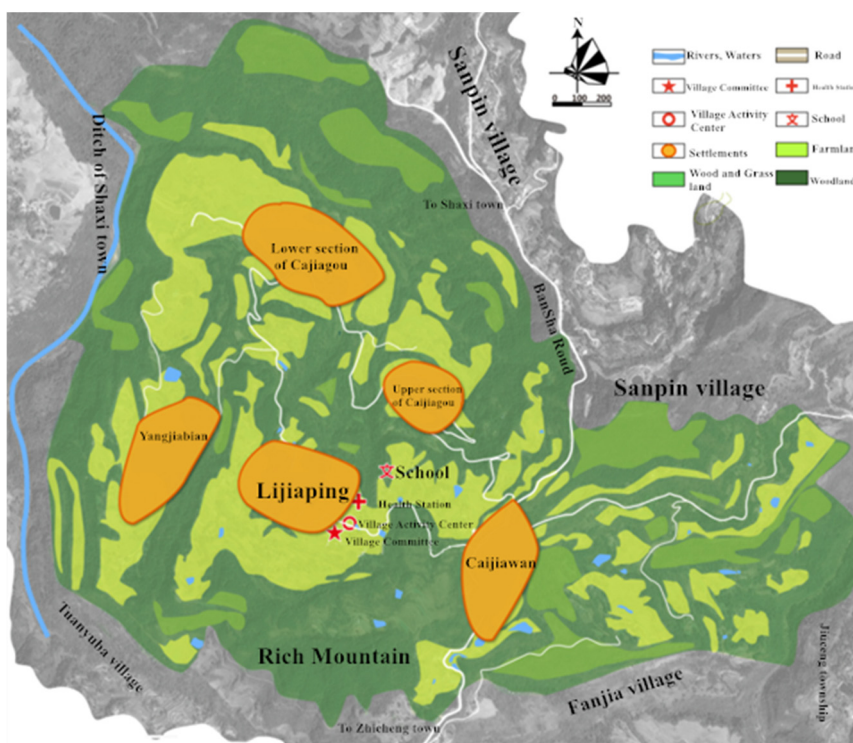 N
0 100 200
Rivers, Waters
Road
Village Committee
Health Stati
Village Activity
Center
School
Settlements
Farmlan
Wood and Grass
land
Woodland
Sanpin village
Ditch of Shaxi town
To Shaxi town
Lower section
of Cajiagou
BanSha Roud
Sanpin village
Upper section
of Caijiagou
Yangjiabian
School
Lijiaping
Health Station
Village Activity Center
Village Committee
Caijiawan
Tuanyuba village
Rich Mountain
Fanjia village
Jiuceng township
To Zhicheng town